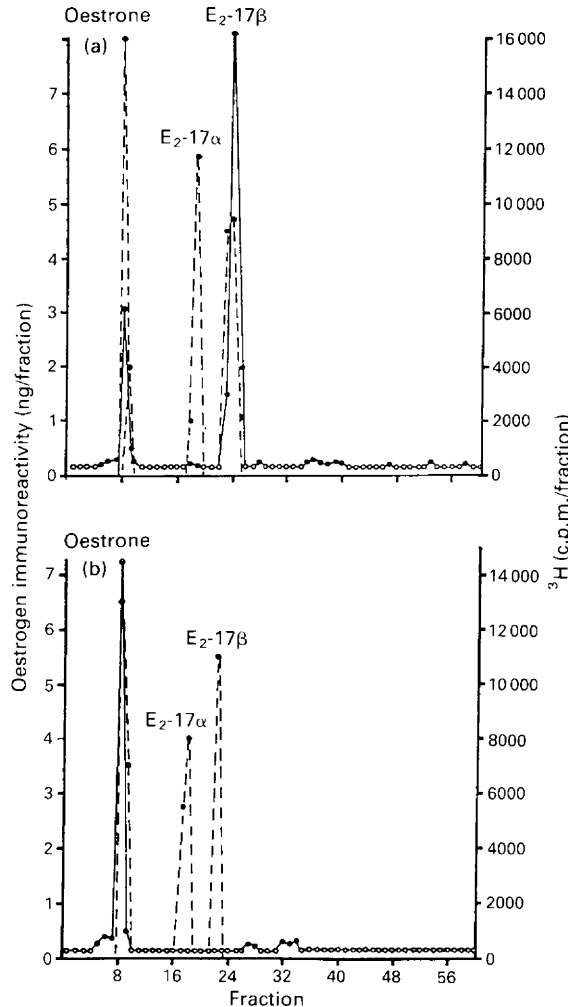 Oestrone
E₂-17β
(a)
E₂-17α
8
7
6
5
4
3
2
1
0
16 000
14 000
12 000
10 000
8000
6000
4000
2000
0
Oestrogen immunoreactivity (ng/fraction)
³H (c.p.m./fraction)
Oestrone
(b)
E₂-17β
E₂-17α
7
6
5
4
3
2
1
0
14 000
12 000
10 000
8000
6000
4000
2000
0
8 16 24 32 40 48 56
Fraction